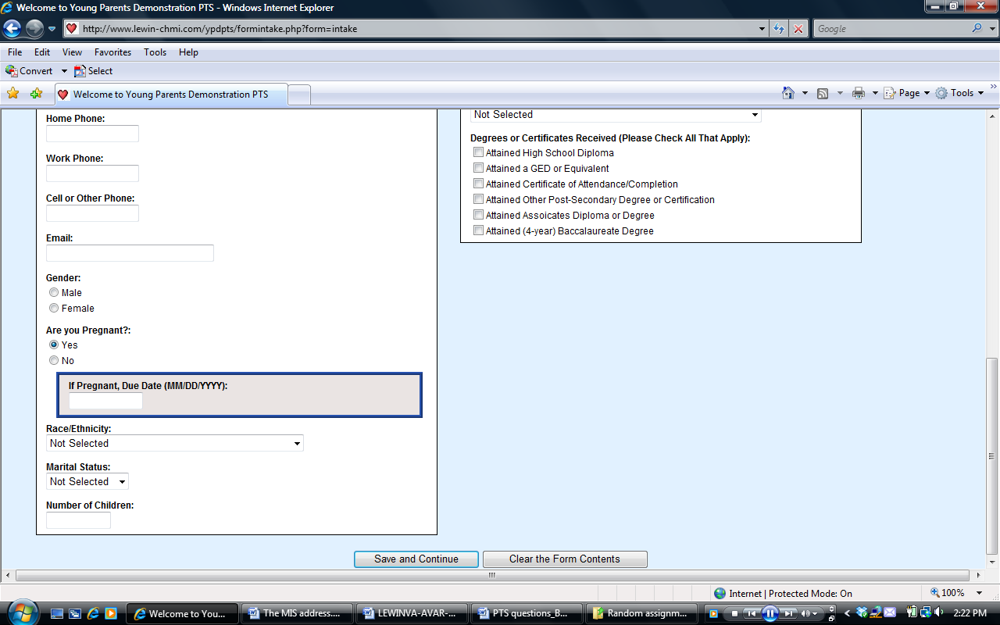 Welcome to Young Parents Demonstration PTS - Windows Internet Explorer
http://www.lewin-chmi.com/ypdpts/formintake.php?form=intake
Google
File Edit View Favorites Tools Help
Convert Select
Welcome to Young Parents Demonstration PTS
Page Tools
Home Phone:
Work Phone:
Cell or Other Phone:
Email:
Gender:
Male
Female
Are you Pregnant?:
Yes
No
If Pregnant, Due Date (MM/DD/YYYY):
Race/Ethnicity:
Not Selected
Marital Status:
Not Selected
Number of Children:
Not Selected
Degrees or Certificates Received (Please Check All That Apply):
Attained High School Diploma
Attained a GED or Equivalent
Attained Certificate of Attendance/Completion
Attained Other Post-Secondary Degree or Certification
Attained Assoicates Diploma or Degree
Attained (4-year) Baccalaureate Degree
Save and Continue Clear the Form Contents
Internet | Protected Mode: On 100%
Welcome to You... The MIS address.... LEWINVA-AVAR-... PTS questions_B... Random assignm... 2:22 PM